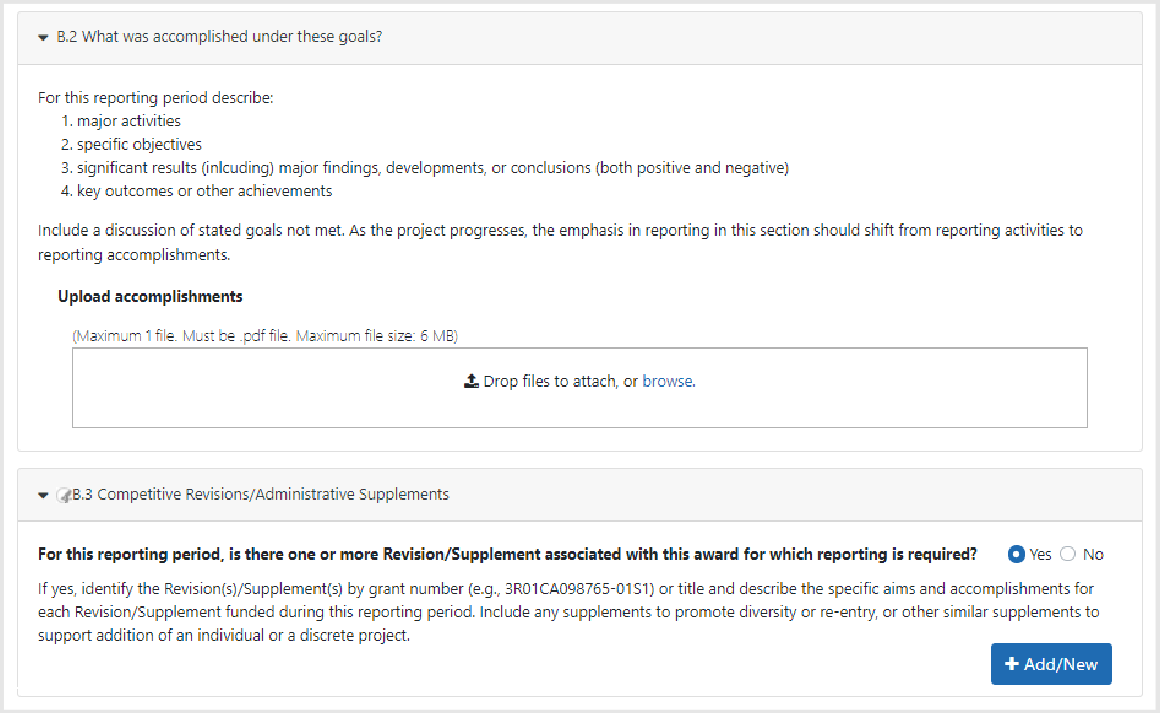 B.2 What was accomplished under these goals?
For this reporting period describe:
1. major activities
2. specific objectives
3. significant results (inlcuding) major findings, developments, or conclusions (both positive and negative)
4. key outcomes or other achievements
Include a discussion of stated goals not met. As the project progresses, the emphasis in reporting in this section should shift from reporting activities to
reporting accomplishments.
Upload accomplishments
(Maximum 1 file. Must be .pdf file. Maximum file size: 6 MB)
Drop files to attach, or browse.
B.3 Competitive Revisions/Administrative Supplements
For this reporting period, is there one or more Revision/Supplement associated with this award for which reporting is required? Yes No
If yes, identify the Revision(s)/Supplement(s) by grant number (e.g., 3R01CA098765-01S1) or title and describe the specific aims and accomplishments for
each Revision/Supplement funded during this reporting period. Include any supplements to promote diversity or re-entry, or other similar supplements to
support addition of an individual or a discrete project.
+ Add/New